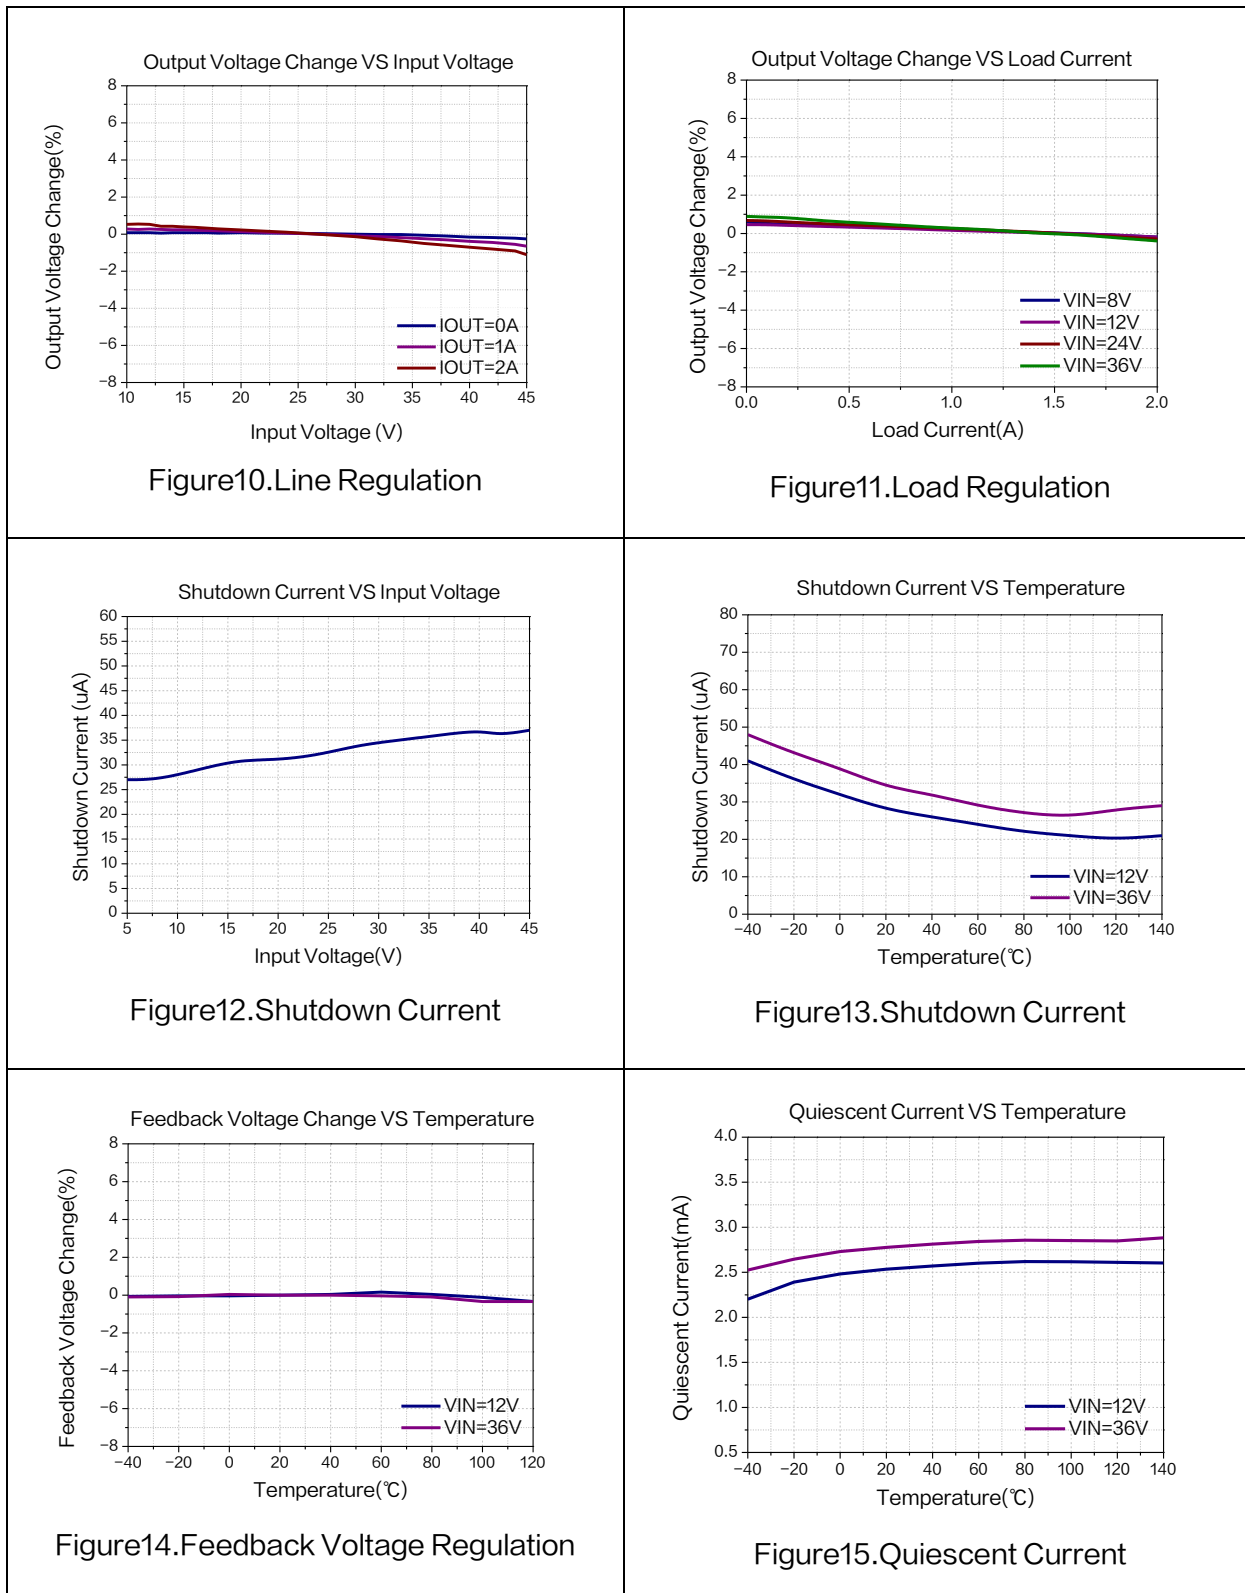 Output Voltage Change VS Input Voltage
Output Voltage Change(%)
8
6
4
2
0
−2
−4
−6
−8
IOUT=0A
IOUT=1A
IOUT=2A
10 15 20 25 30 35 40 45
Input Voltage (V)
Figure10.Line Regulation
Output Voltage Change VS Load Current
Output Voltage Change(%)
8
6
4
2
0
−2
−4
−6
−8
VIN=8V
VIN=12V
VIN=24V
VIN=36V
0.0 0.5 1.0 1.5 2.0
Load Current(A)
Figure11.Load Regulation
Shutdown Current VS Input Voltage
Shutdown Current (uA)
60
55
50
45
40
35
30
25
20
15
10
5
0
5 10 15 20 25 30 35 40 45
Input Voltage(V)
Figure12.Shutdown Current
Shutdown Current VS Temperature
Shutdown Current (uA)
80
70
60
50
40
30
20
10
0
VIN=12V
VIN=36V
−40 −20 0 20 40 60 80 100 120 140
Temperature(℃)
Figure13.Shutdown Current
Feedback Voltage Change VS Temperature
Feedback Voltage Change(%)
8
6
4
2
0
−2
−4
−6
−8
VIN=12V
VIN=36V
−40 −20 0 20 40 60 80 100 120
Temperature(℃)
Figure14.Feedback Voltage Regulation
Quiescent Current VS Temperature
Quiescent Current(mA)
4.0
3.5
3.0
2.5
2.0
1.5
1.0
0.5
VIN=12V
VIN=36V
−40 −20 0 20 40 60 80 100 120 140
Temperature(℃)
Figure15.Quiescent Current